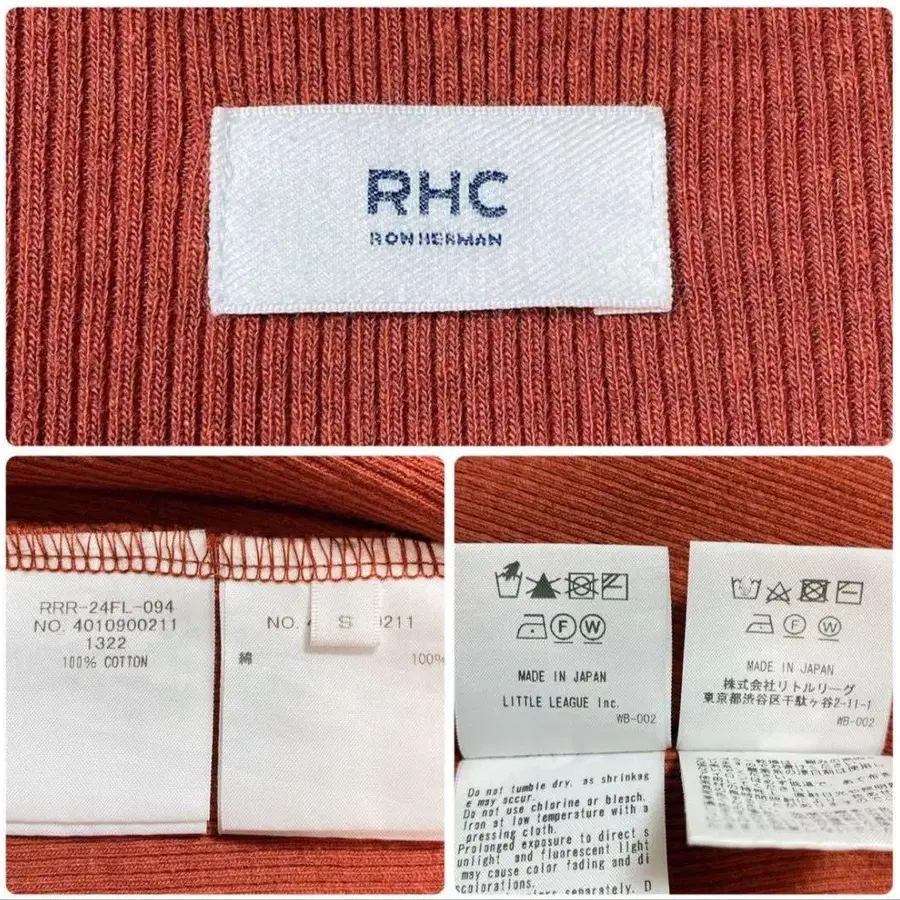 RHC
RON HERMAN
RRR-24FL-094
NO. 4010900211
1322
100% COTTON
NO. 4
S
0211
綿
100%
F W
MADE IN JAPAN
LITTLE LEAGUE Inc.
WB-002
F W
MADE IN JAPAN
株式会社リトルリーグ
東京都渋谷区千駄ヶ谷2-11-1
WB-002
Do not tumble dry, as shrinkag
e may occur.
Do not use chlorine or bleach.
Iron at low temperature with a
pressing cloth.
Prolonged exposure to direct s
unlight and fluorescent light
may cause color fading and di
scolorations.
separately. D